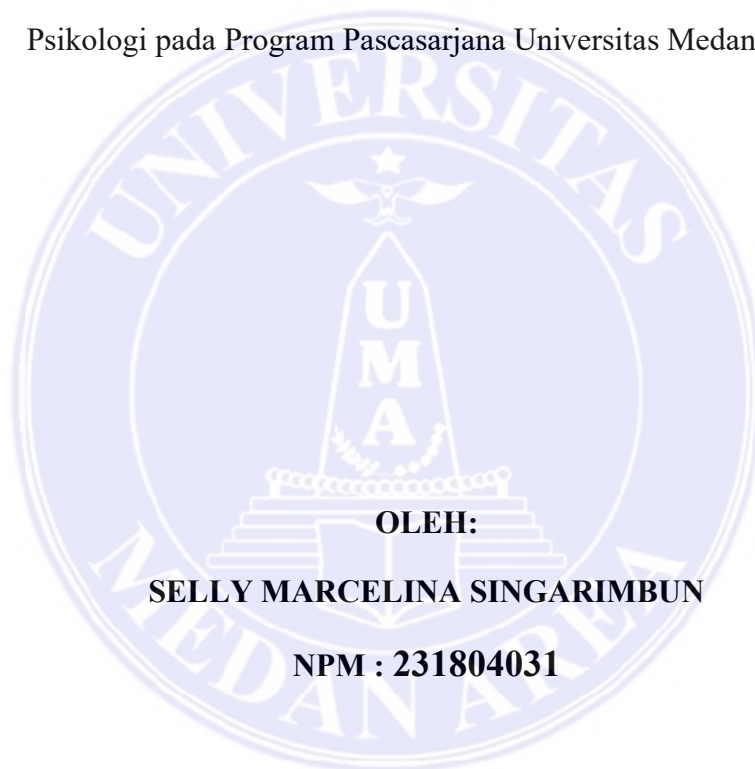 Psikologi pada Program Pascasarjana Universitas Medan
UNIVERSITAS
U
M
A
OLEH:
SELLY MARCELINA SINGARIMBUN
MEDAN AREA
NPM : 231804031